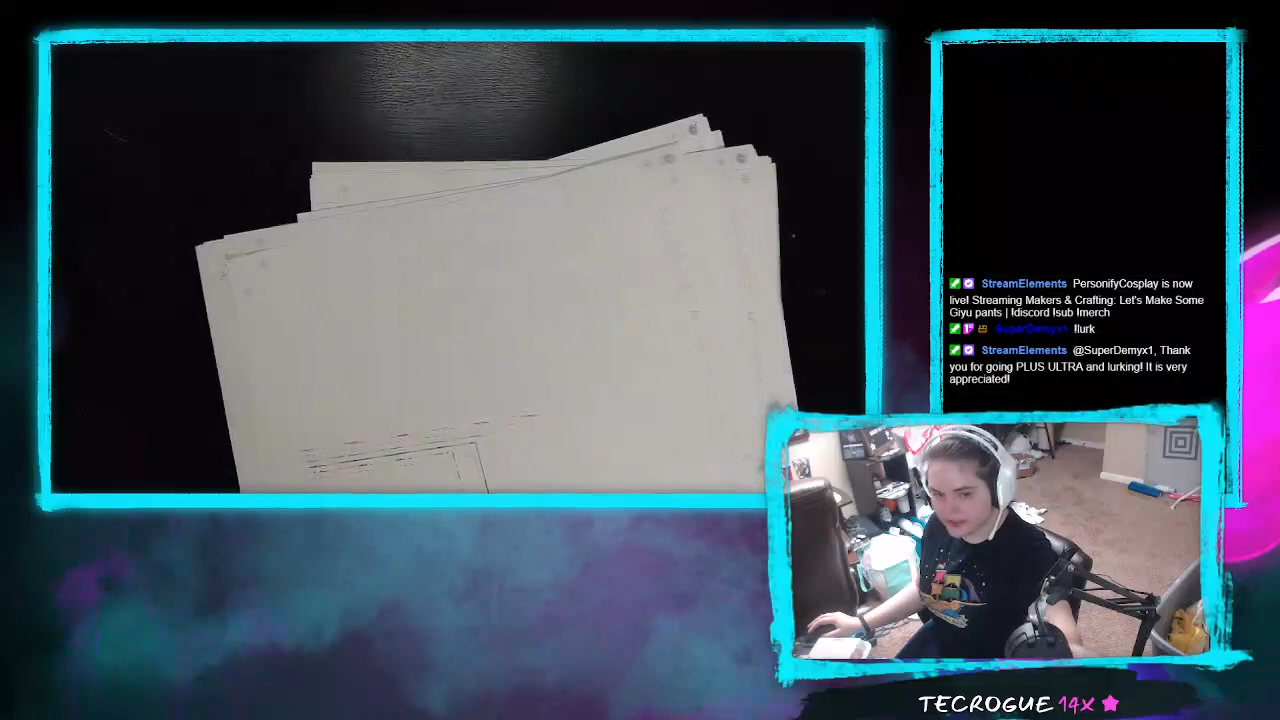 StreamElements PersonifyCosplay is now
live! Streaming Makers & Crafting: Let's Make Some
Giyu pants | !discord !sub !merch
SuperDemyx1 !lurk
StreamElements @SuperDemyx1, Thank
you for going PLUS ULTRA and lurking! It is very
appreciated!
TECROGUE 14X